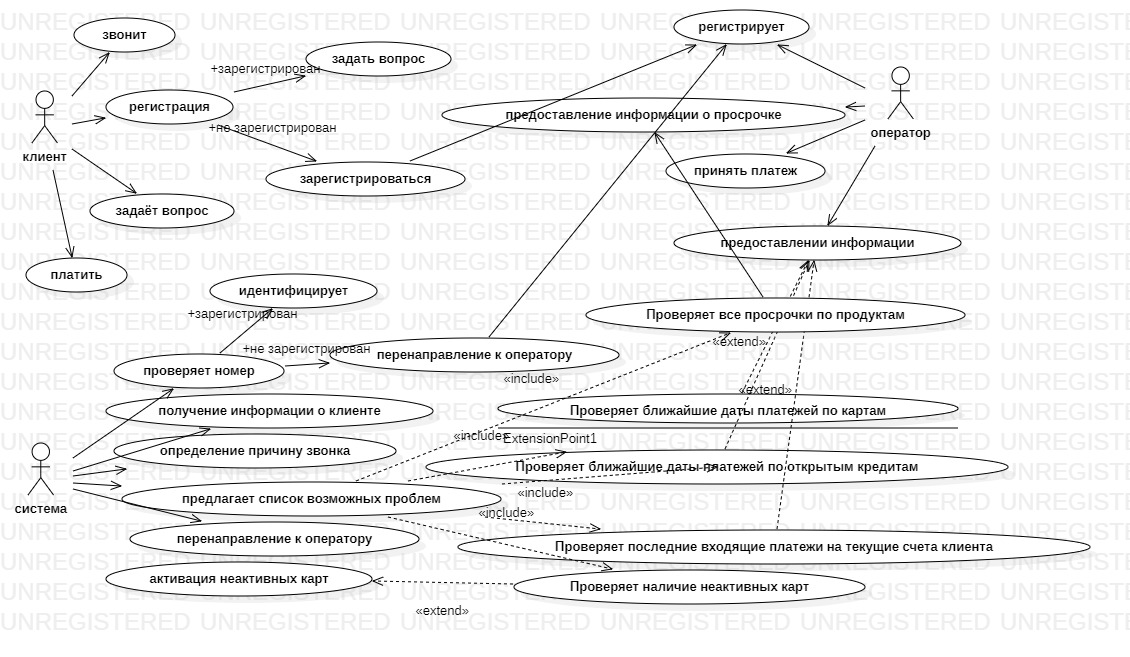 UNREGISTERED UNREGISTERED UNREGISTERED UNREGISTERED UNREGISTERED
звонит
регистрирует
задать вопрос
+зарегистрирован
регистрация
предоставление информации о просрочке
+не зарегистрирован
оператор
клиент
зарегистрироваться
принять платеж
задаёт вопрос
предоставлении информации
платить
идентифицирует
+зарегистрирован
Проверяет все просрочки по продуктам
«extend»
+не зарегистрирован
перенаправление к оператору
проверяет номер
«include»
«extend»
получение информации о клиенте
Проверяет ближайшие даты платежей по картам
«include»
ExtensionPoint1
определение причину звонка
Проверяет ближайшие даты платежей по открытым кредитам
предлагает список возможных проблем
«include»
система
«include»
перенаправление к оператору
Проверяет последние входящие платежи на текущие счета клиента
активация неактивных карт
Проверяет наличие неактивных карт
«extend»